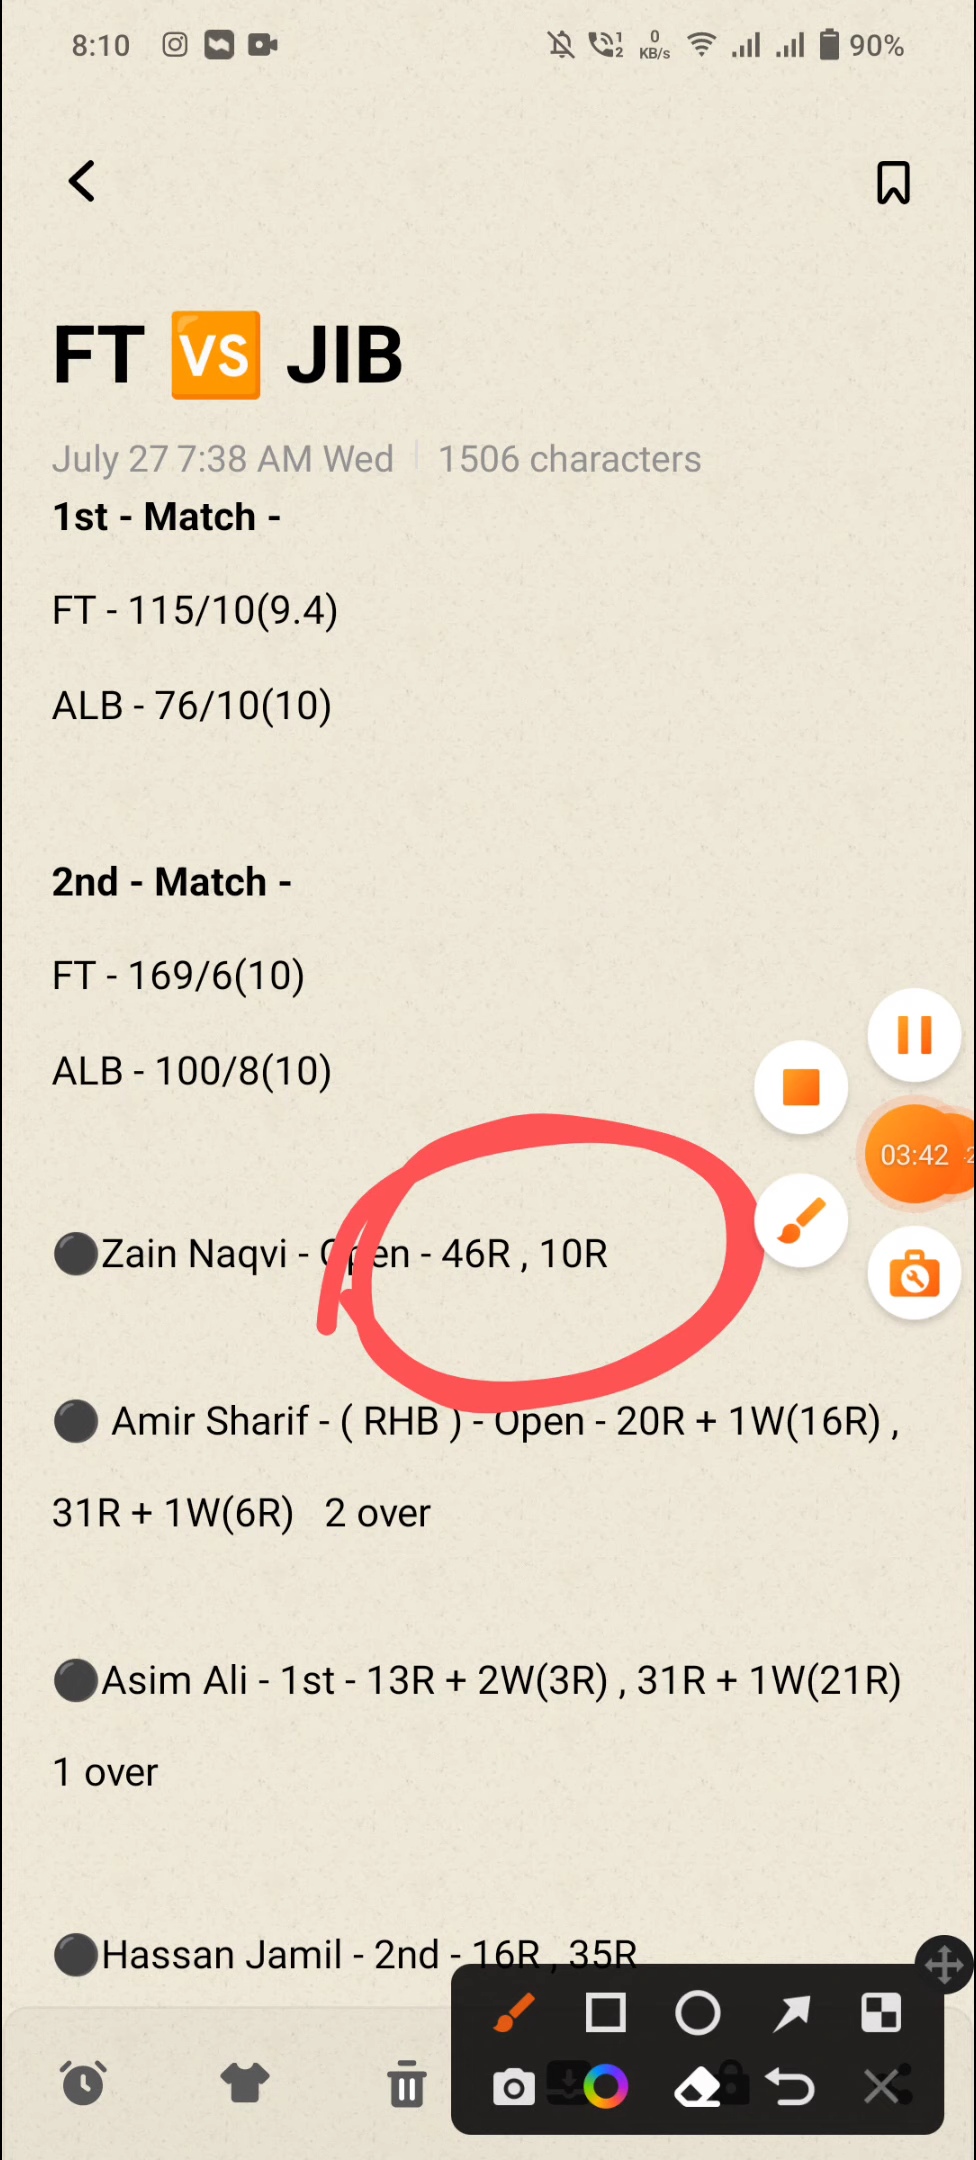 8:10
0
KB/s
90%
FT VS JIB
July 27 7:38 AM Wed | 1506 characters
1st - Match -
FT - 115/10(9.4)
ALB - 76/10(10)
2nd - Match -
FT - 169/6(10)
ALB - 100/8(10)
03:42
Zain Naqvi - Open - 46R , 10R
Amir Sharif - ( RHB ) - Open - 20R + 1W(16R) ,
31R + 1W(6R) 2 over
Asim Ali - 1st - 13R + 2W(3R) , 31R + 1W(21R)
1 over
Hassan Jamil - 2nd - 16R , 35R